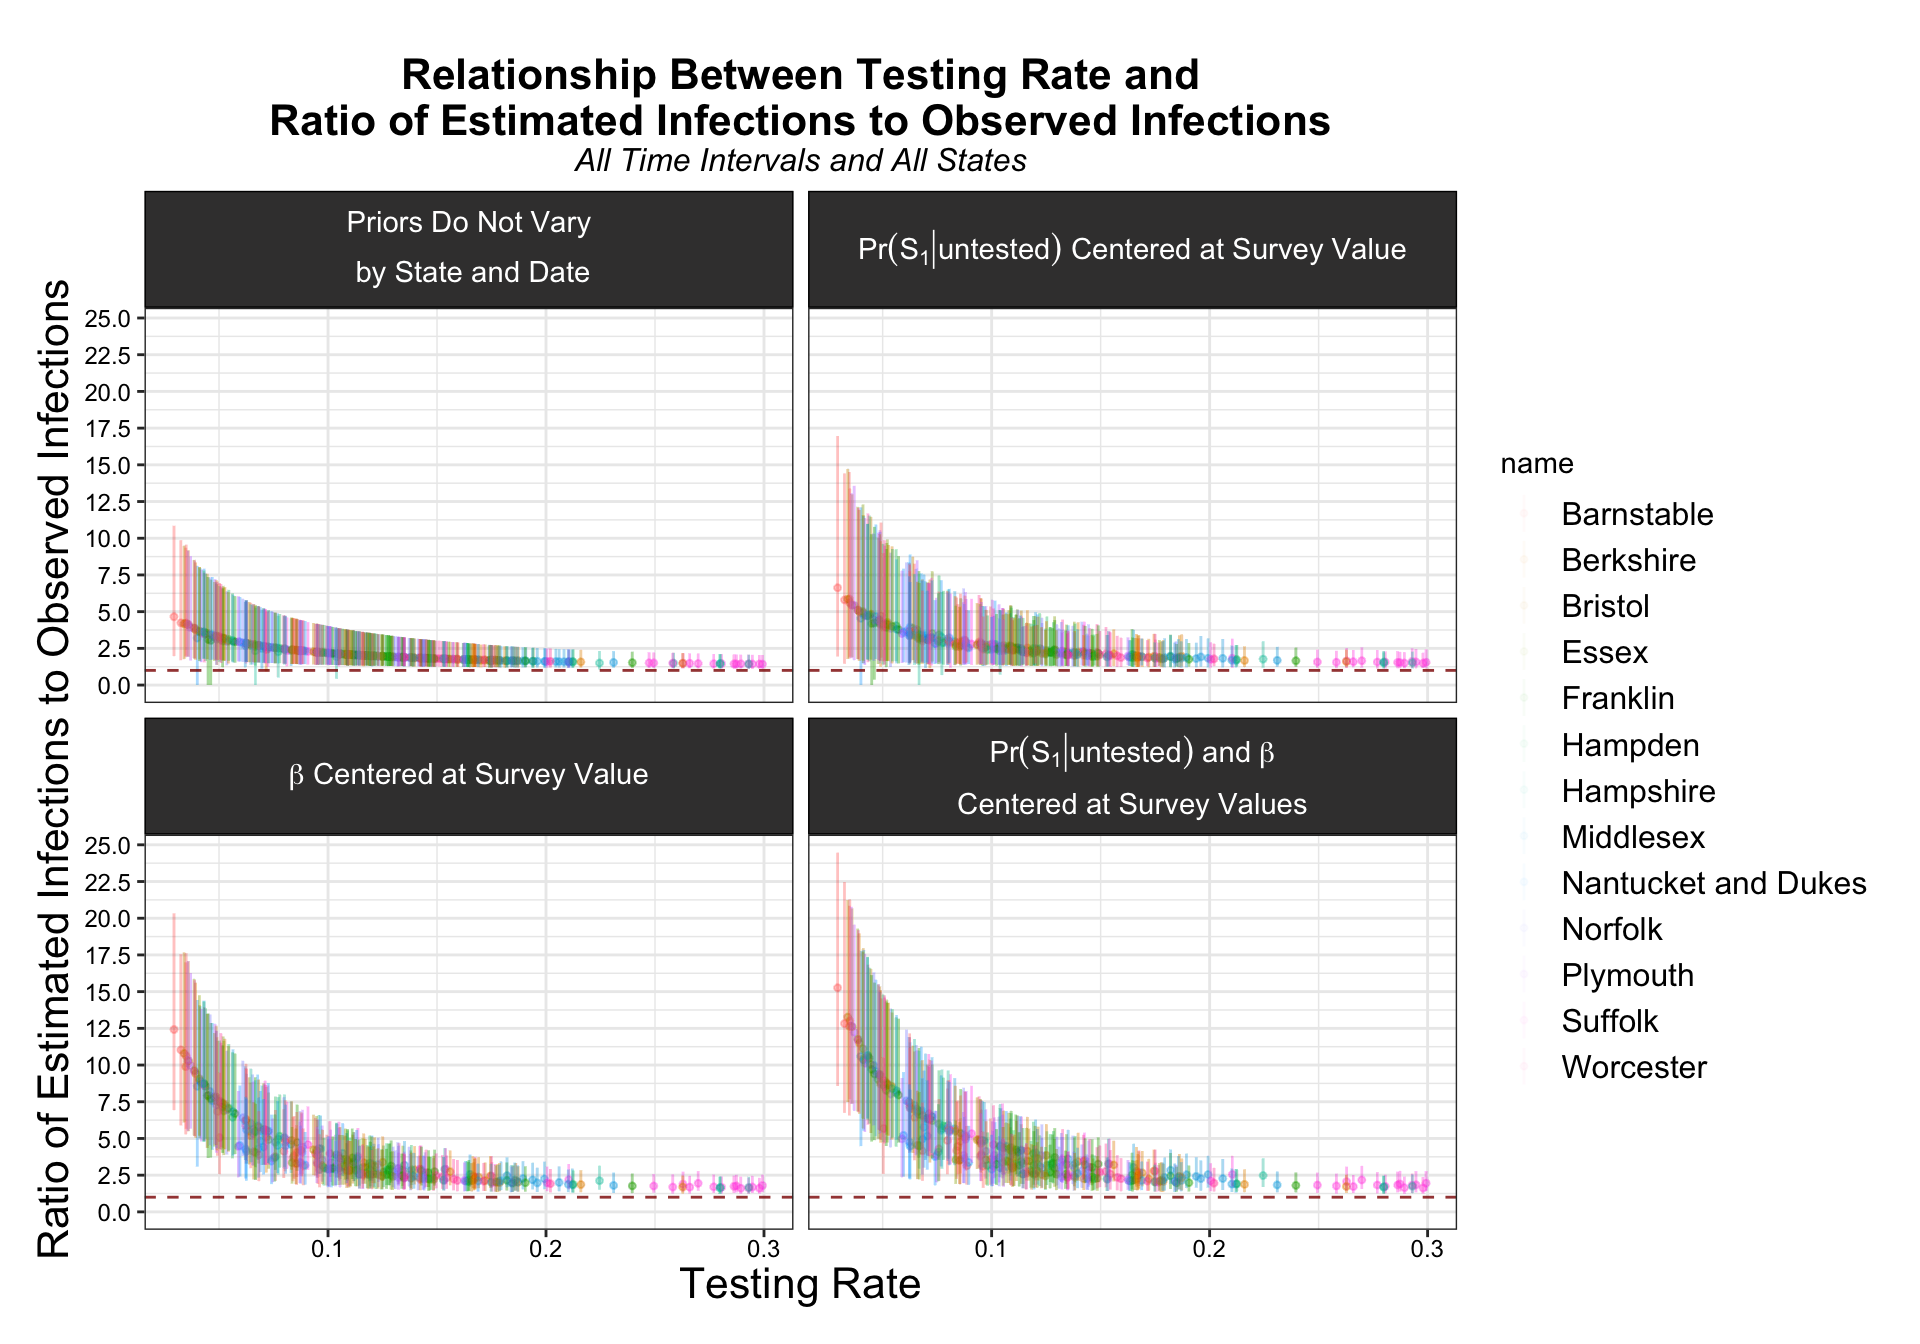 Relationship Between Testing Rate and
Ratio of Estimated Infections to Observed Infections
All Time Intervals and All States
Priors Do Not Vary
by State and Date
Pr(S₁|untested) Centered at Survey Value
25.0
22.5
20.0
17.5
15.0
12.5
10.0
7.5
5.0
2.5
0.0
β Centered at Survey Value
Pr(S₁|untested) and β
Centered at Survey Values
25.0
22.5
20.0
17.5
15.0
12.5
10.0
7.5
5.0
2.5
0.0
0.1
0.2
0.3
0.1
0.2
0.3
Testing Rate
Ratio of Estimated Infections to Observed Infections
name
Barnstable
Berkshire
Bristol
Essex
Franklin
Hampden
Hampshire
Middlesex
Nantucket and Dukes
Norfolk
Plymouth
Suffolk
Worcester